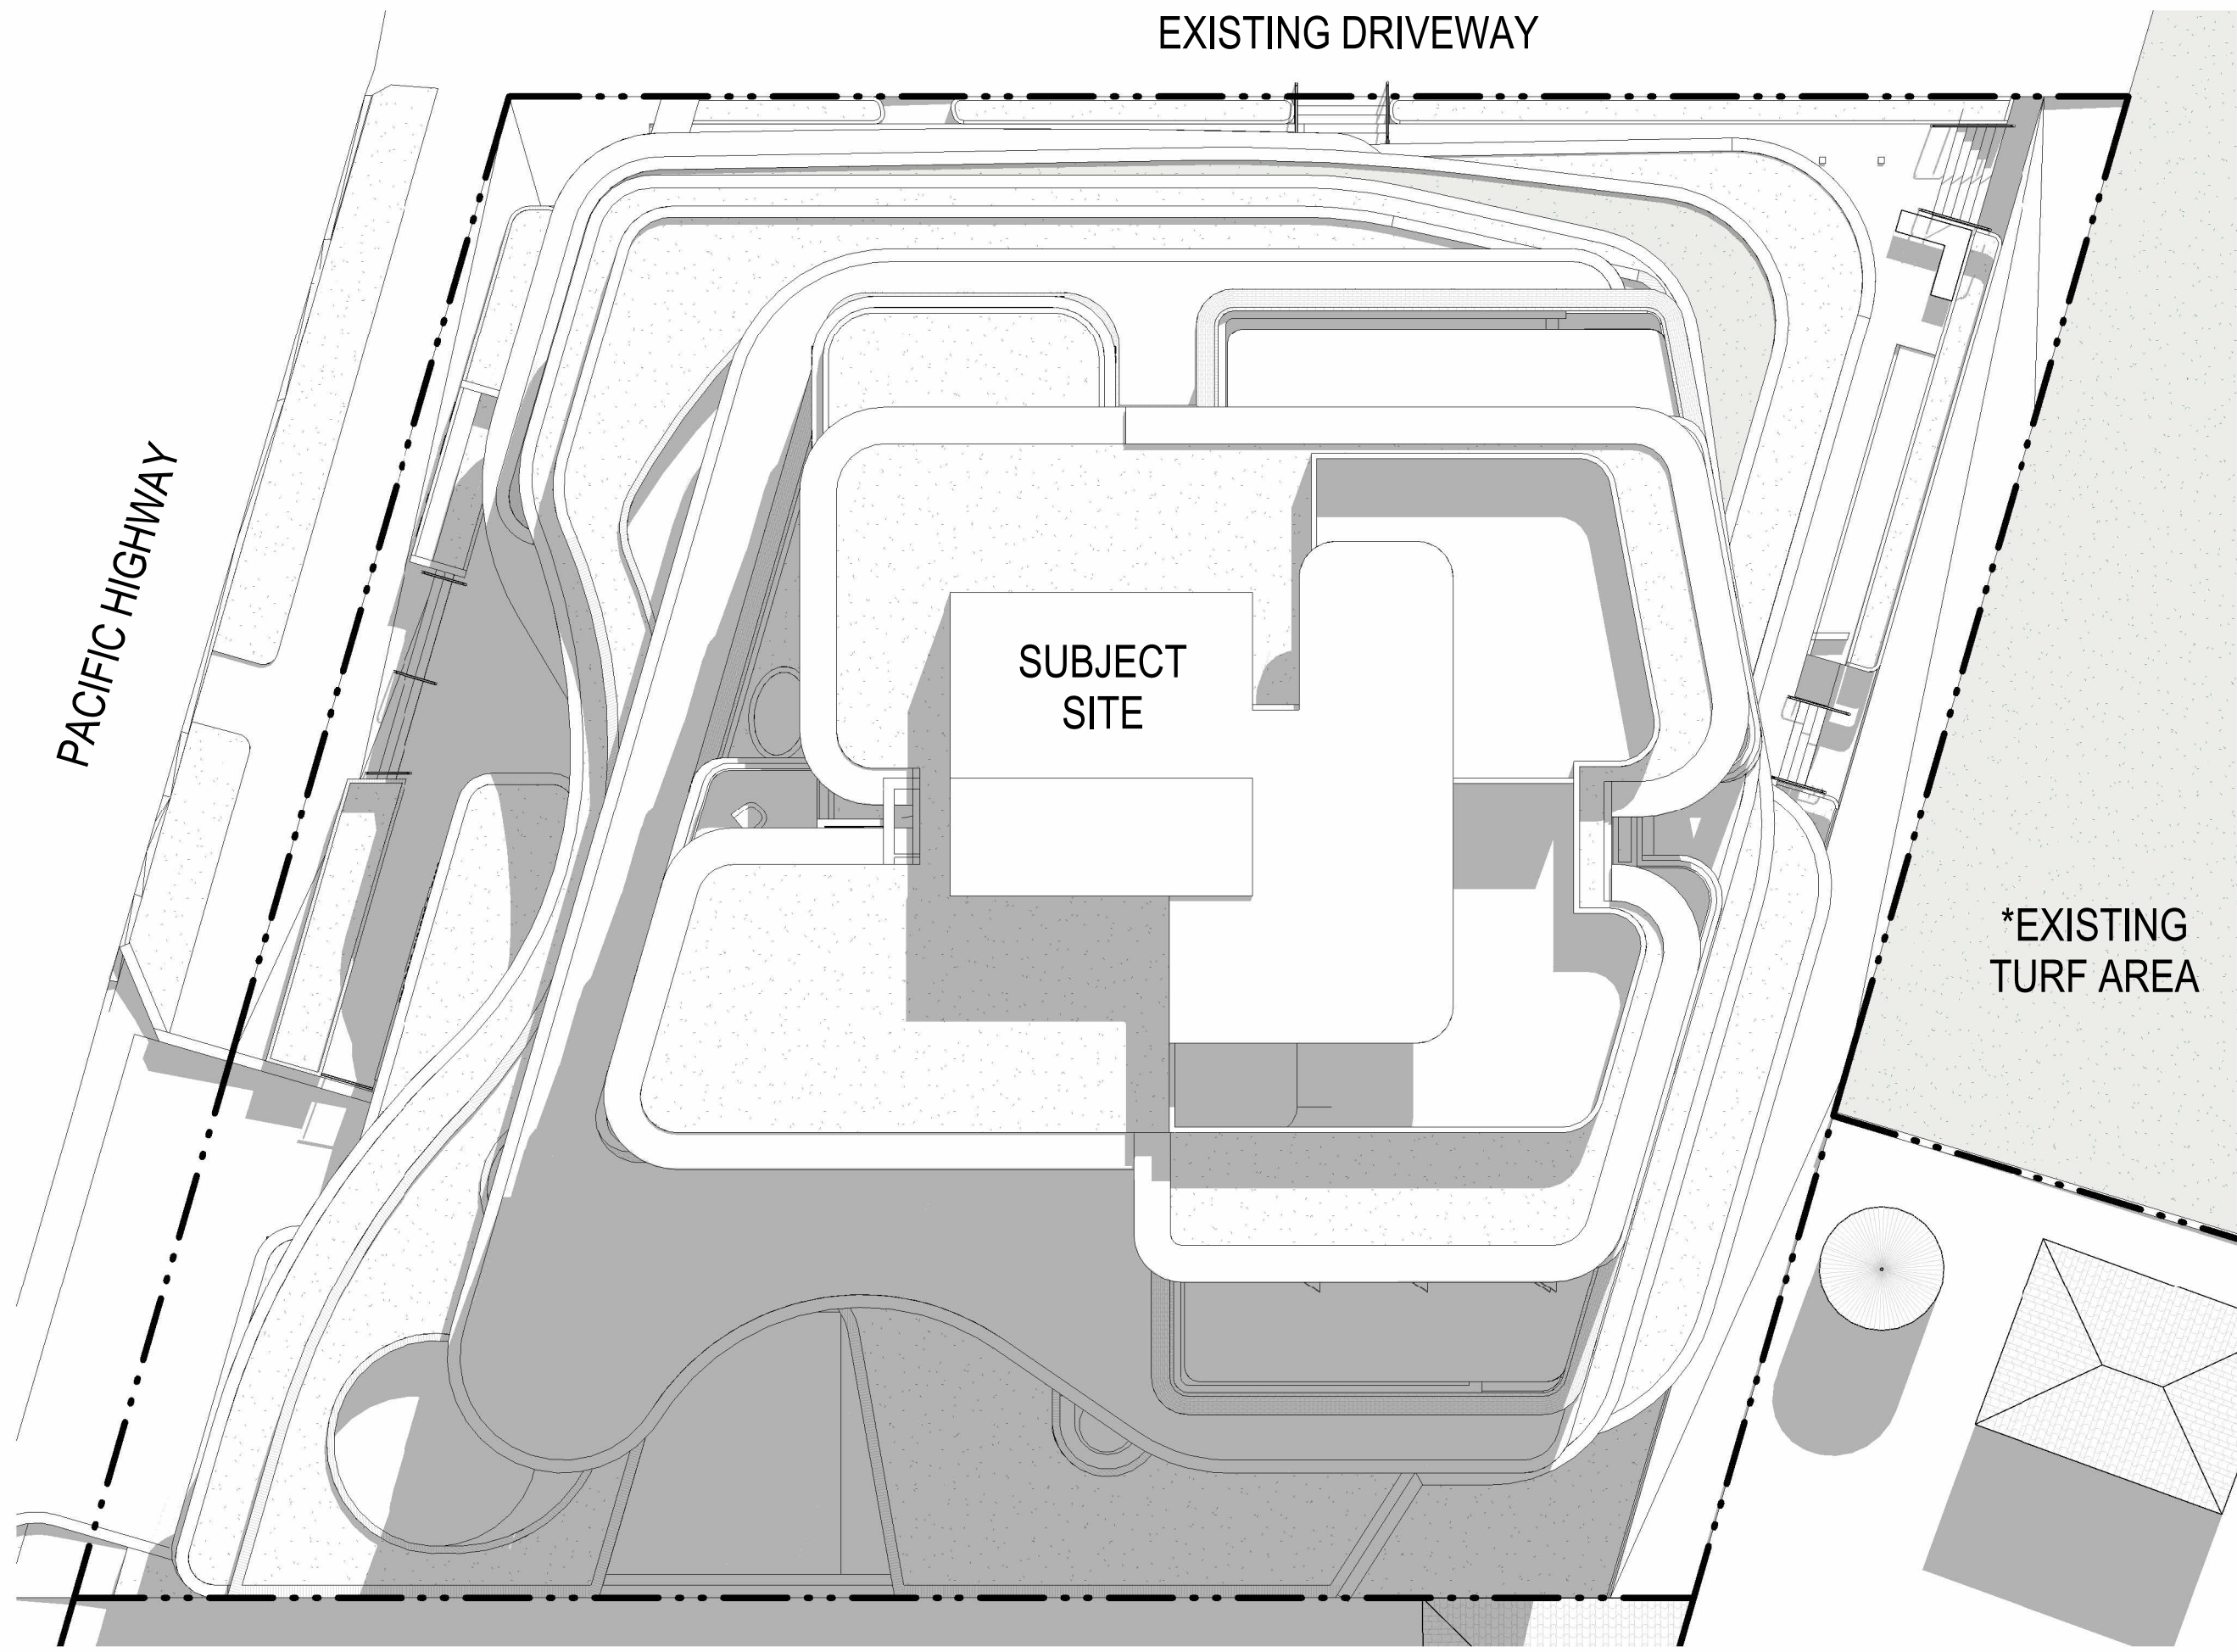 EXISTING DRIVEWAY
PACIFIC HIGHWAY
SUBJECT
SITE
*EXISTING
TURF AREA